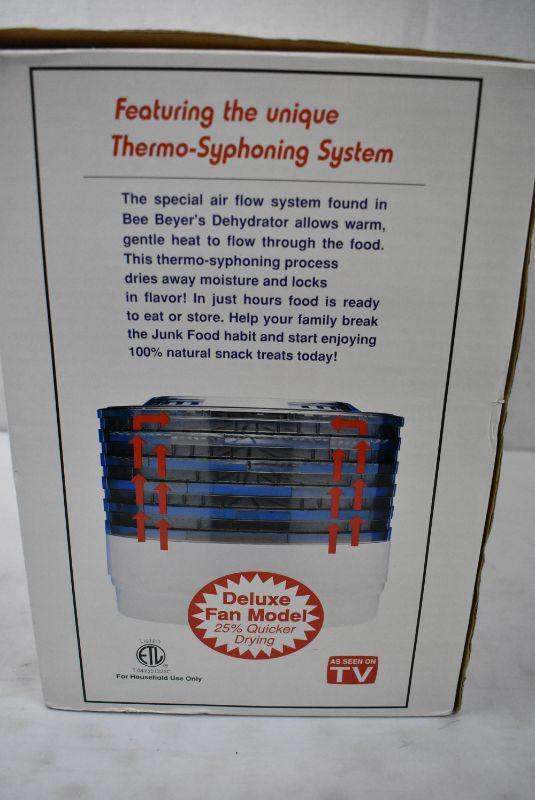 Featuring the unique
Thermo-Syphoning System
The special air flow system found in
Bee Beyer's Dehydrator allows warm,
gentle heat to flow through the food.
This thermo-syphoning process
dries away moisture and locks
in flavor! In just hours food is ready
to eat or store. Help your family break
the Junk Food habit and start enjoying
100% natural snack treats today!
Deluxe
Fan Model
25% Quicker
Drying
LISTED
ETL
For Household Use Only
AS SEEN ON
TV